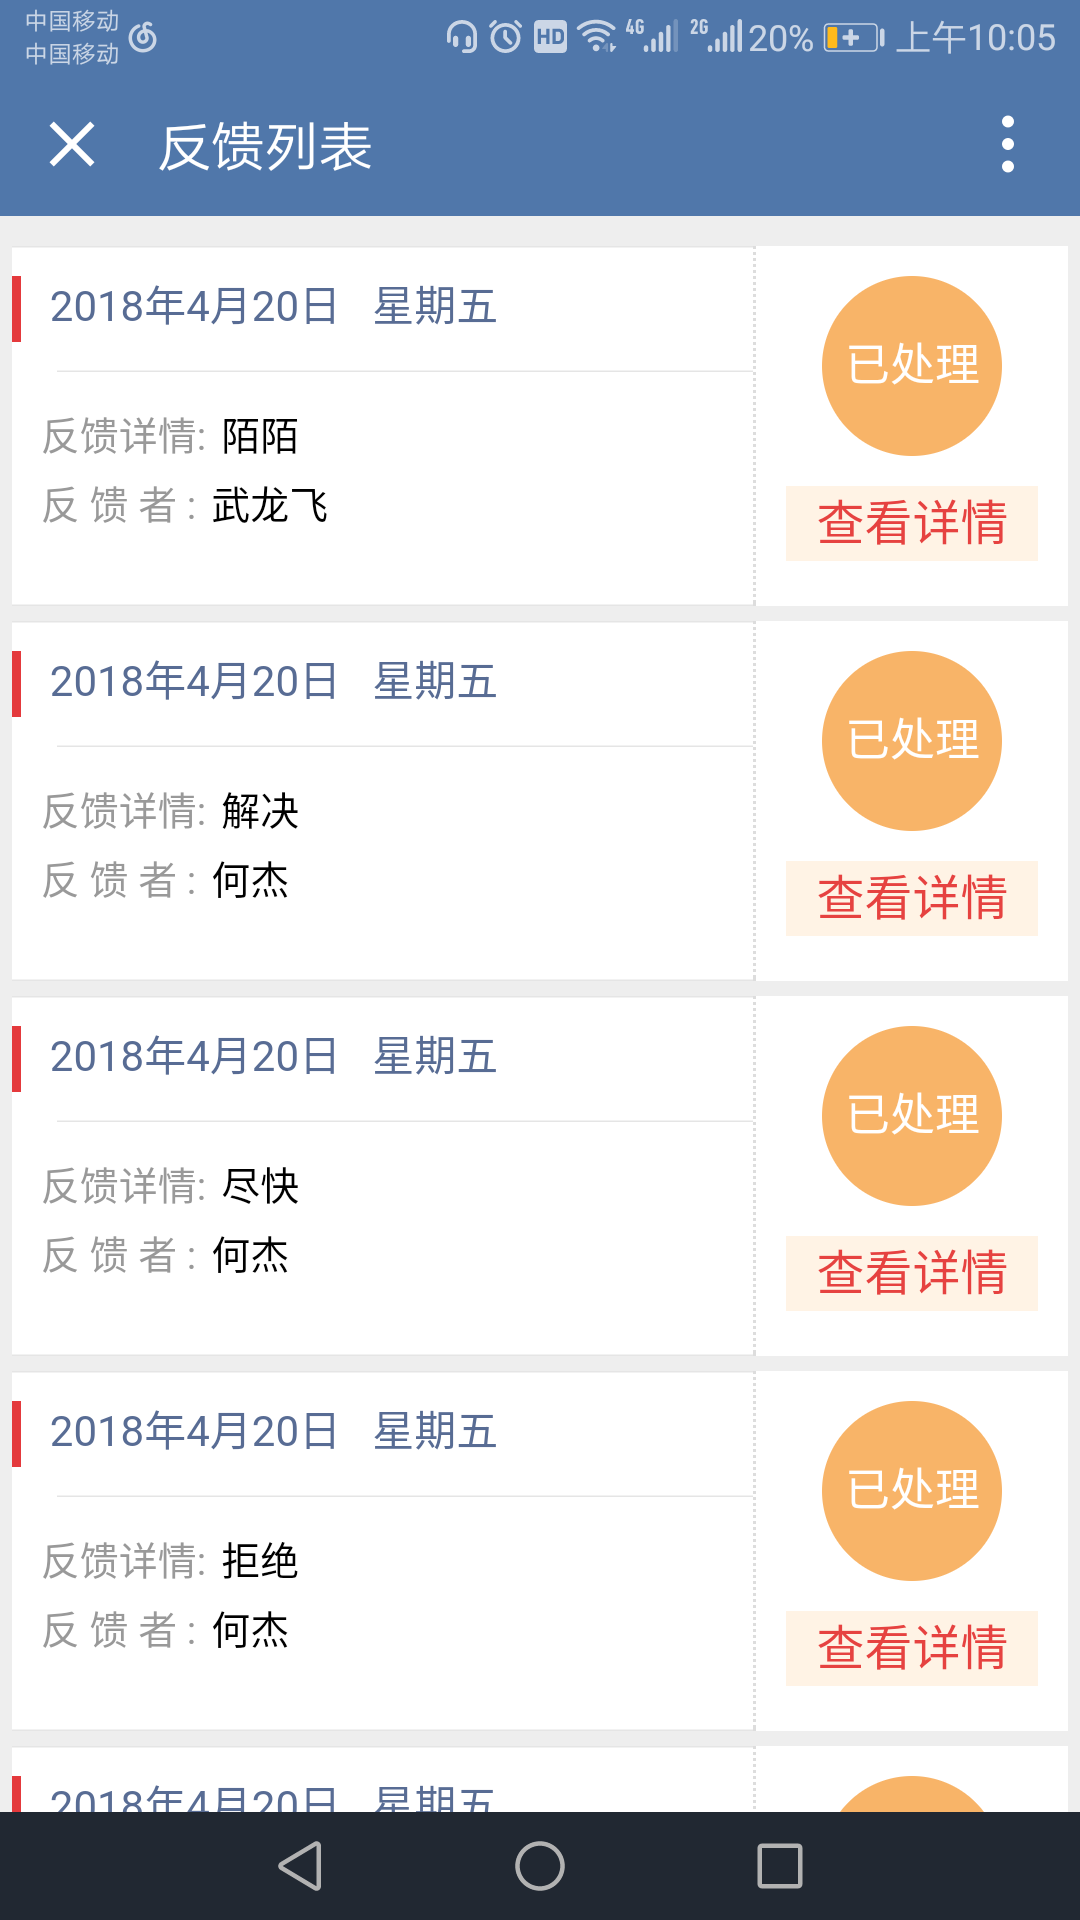 中国移动
中国移动
HD 4G 2G 20% 上午10:05
反馈列表
2018年4月20日 星期五
已处理
反馈详情: 陌陌
反 馈 者 : 武龙飞
查看详情
2018年4月20日 星期五
已处理
反馈详情: 解决
反 馈 者 : 何杰
查看详情
2018年4月20日 星期五
已处理
反馈详情: 尽快
反 馈 者 : 何杰
查看详情
2018年4月20日 星期五
已处理
反馈详情: 拒绝
反 馈 者 : 何杰
查看详情
2018年4月20日 星期五